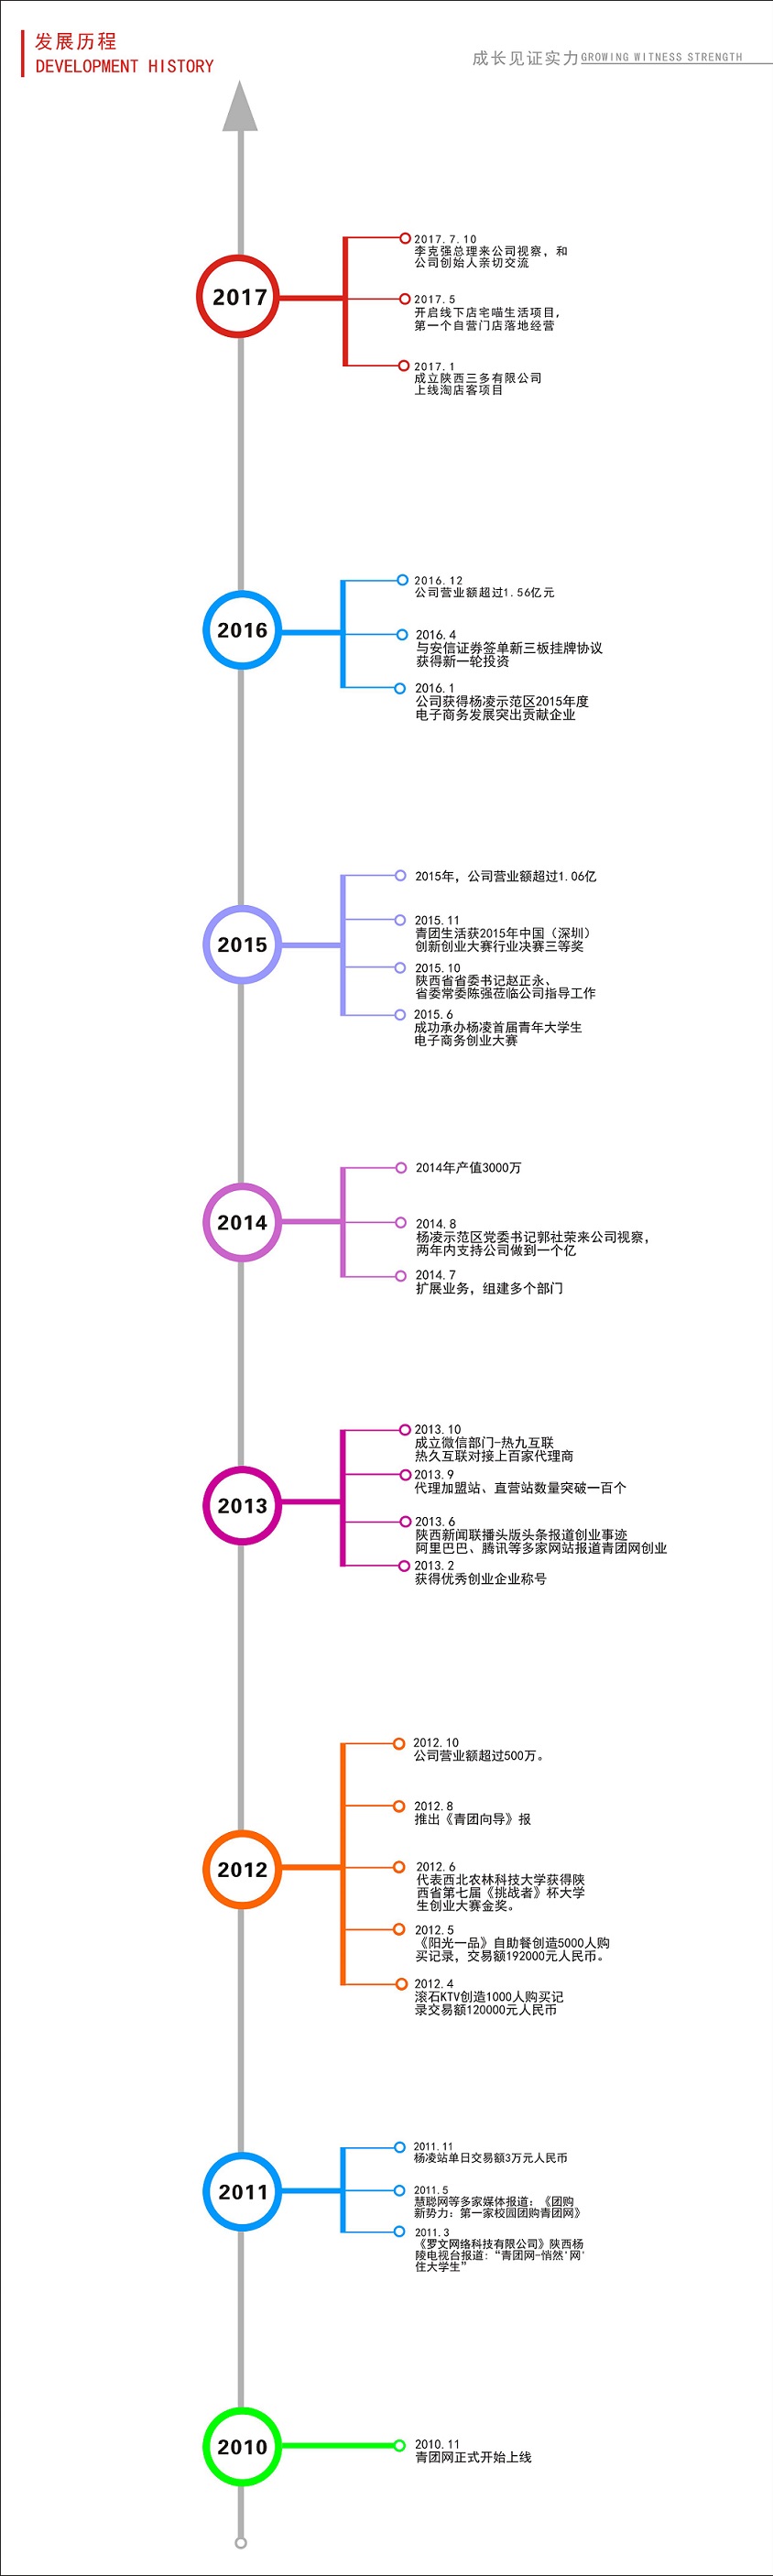 发展历程
DEVELOPMENT HISTORY
成长见证实力GROWING WITNESS STRENGTH
2017
2017.7.10
李克强总理来公司视察，和
公司创始人亲切交流
2017.5
开启线下店宅喵生活项目，
第一个自营门店落地经营
2017.1
成立陕西三多有限公司
上线淘店客项目
2016
2016.12
公司营业额超过1.56亿元
2016.4
与安信证券签单新三板挂牌协议
获得新一轮投资
2016.1
公司获得杨凌示范区2015年度
电子商务发展突出贡献企业
2015
2015年，公司营业额超过1.06亿
2015.11
青团生活获2015年中国（深圳）
创新创业大赛行业决赛三等奖
2015.10
陕西省省委书记赵正永、
省委常委陈强莅临公司指导工作
2015.6
成功承办杨凌首届青年大学生
电子商务创业大赛
2014
2014年产值3000万
2014.8
杨凌示范区党委书记郭社荣来公司视察，
两年内支持公司做到一个亿
2014.7
扩展业务，组建多个部门
2013
2013.10
成立微信部门-热九互联
热久互联对接上百家代理商
2013.9
代理加盟站、直营站数量突破一百个
2013.6
陕西新闻联播头版头条报道创业事迹
阿里巴巴、腾讯等多家网站报道青团网创业
2013.2
获得优秀创业企业称号
2012
2012.10
公司营业额超过500万。
2012.8
推出《青团向导》报
2012.6
代表西北农林科技大学获得陕
西省第七届《挑战者》杯大学
生创业大赛金奖。
2012.5
《阳光一品》自助餐创造5000人购
买记录，交易额192000元人民币。
2012.4
滚石KTV创造1000人购买记
录交易额120000元人民币
2011
2011.11
杨凌站单日交易额3万元人民币
2011.5
慧聪网等多家媒体报道：《团购
新势力：第一家校园团购青团网》
2011.3
《罗文网络科技有限公司》陕西杨
陵电视台报道：“青团网-悄然'网'
住大学生”
2010
2010.11
青团网正式开始上线